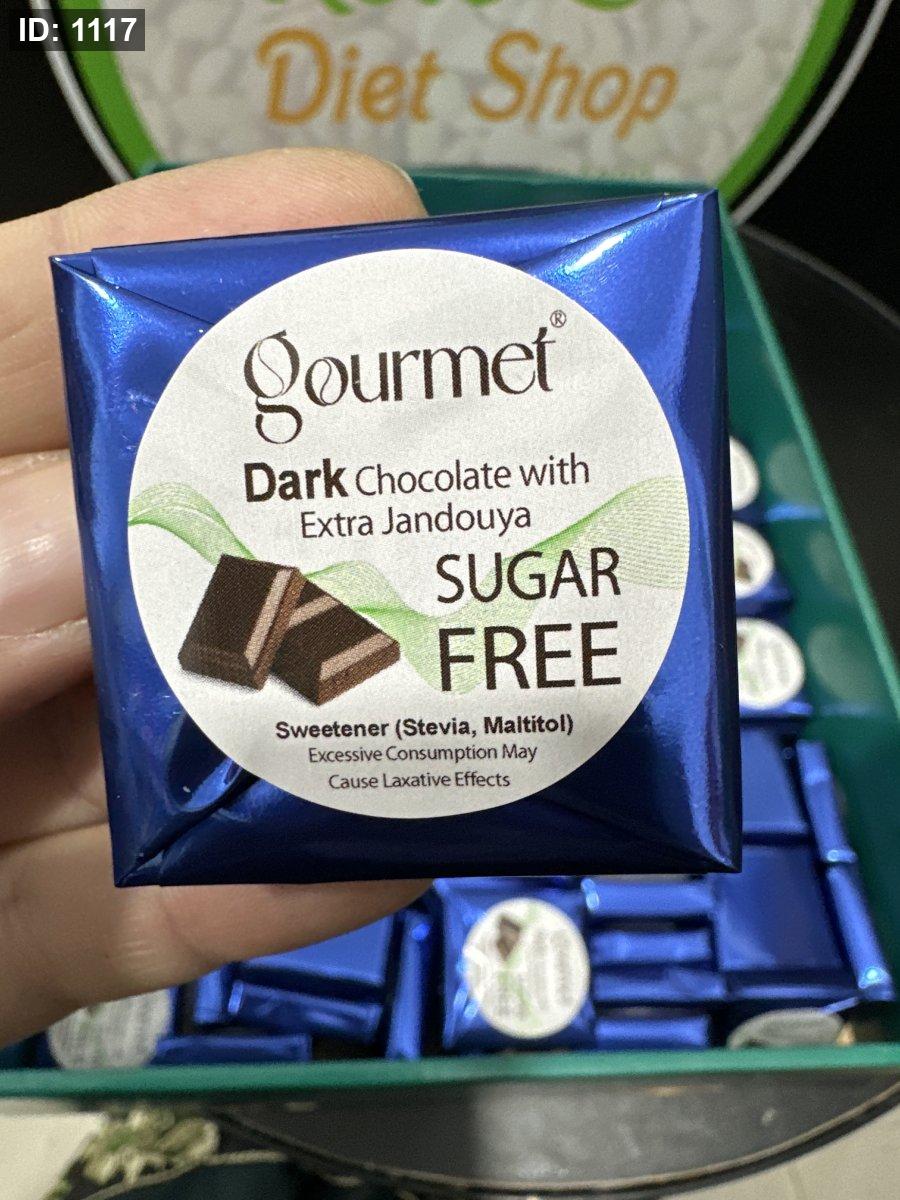 ID: 1117
Diet Shop
gourmet®
Dark Chocolate with
Extra Jandouya
SUGAR
FREE
Sweetener (Stevia, Maltitol)
Excessive Consumption May
Cause Laxative Effects